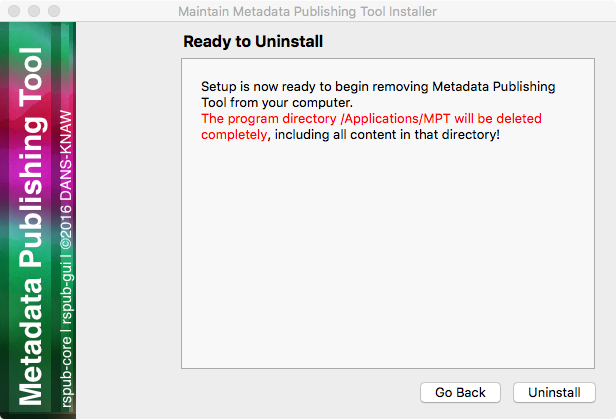 Maintain Metadata Publishing Tool Installer
Ready to Uninstall
Setup is now ready to begin removing Metadata Publishing
Tool from your computer.
The program directory /Applications/MPT will be deleted
completely, including all content in that directory!
Metadata Publishing Tool
rspub-core | rspub-gui | ©2016 DANS-KNAW
Go Back
Uninstall